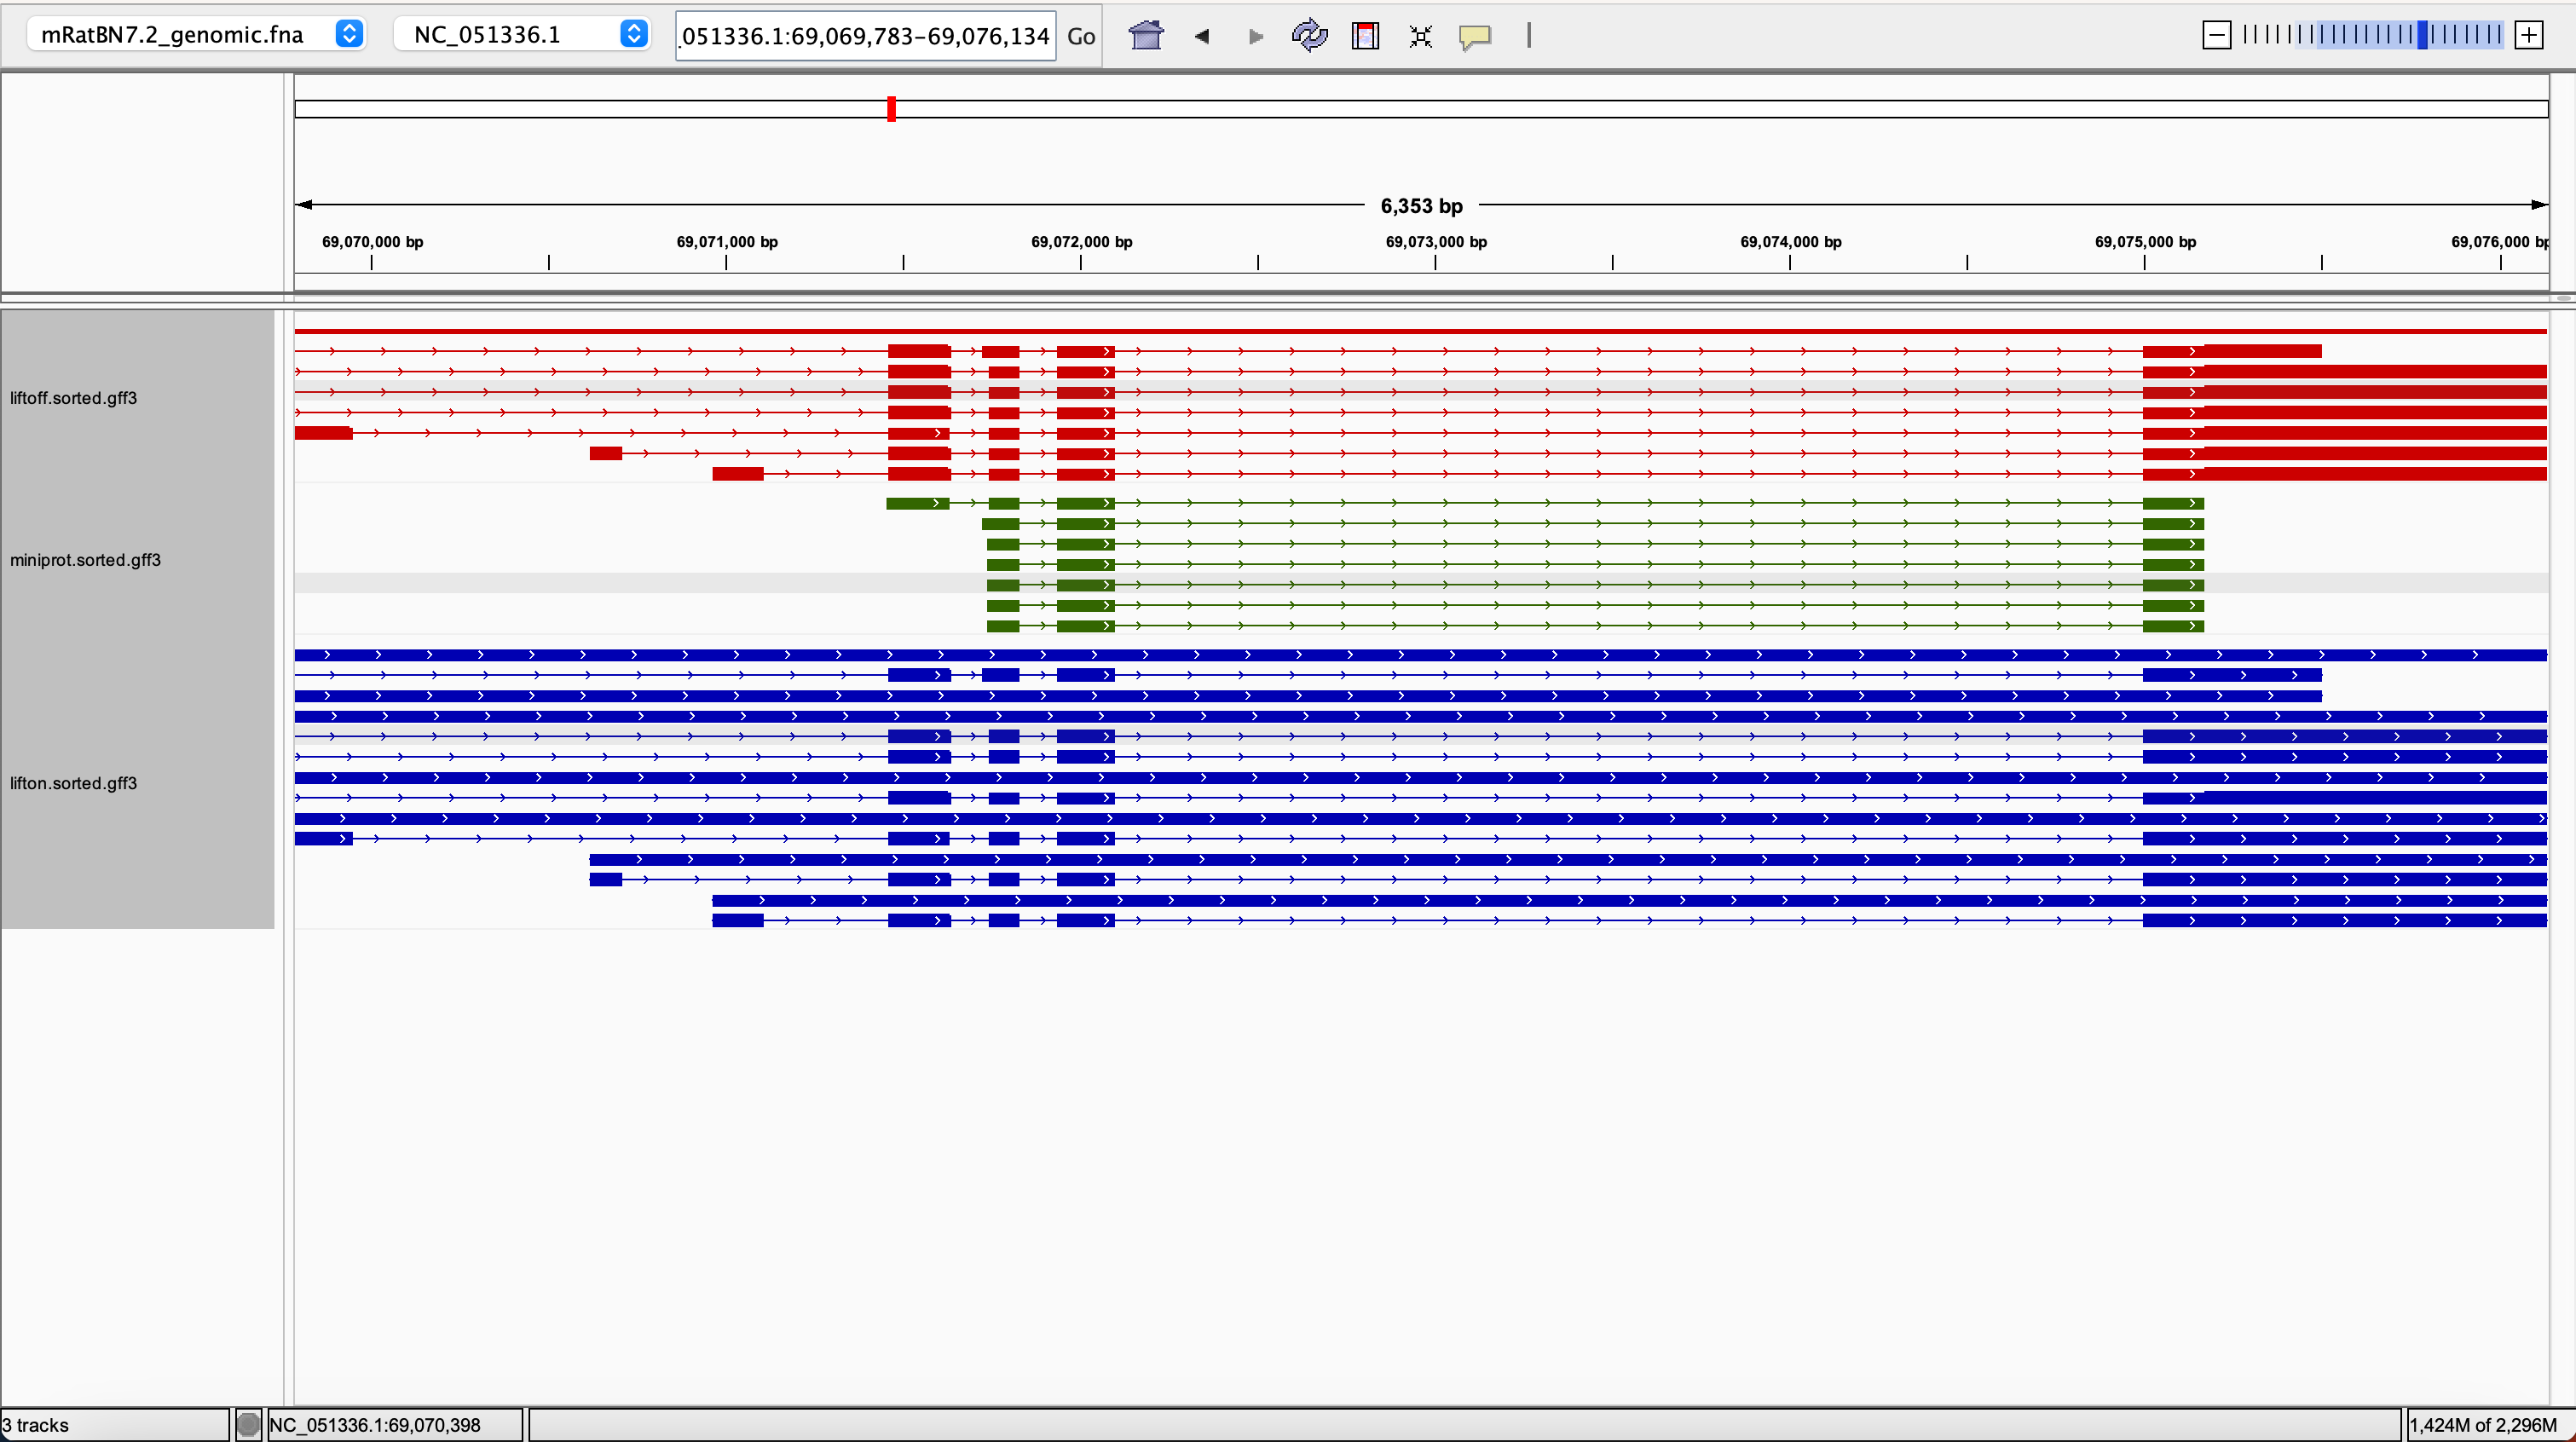 mRatBN7.2_genomic.fna NC_051336.1 .051336.1:69,069,783-69,076,134 Go
6,353 bp
69,070,000 bp 69,071,000 bp 69,072,000 bp 69,073,000 bp 69,074,000 bp 69,075,000 bp 69,076,000 bp
liftoff.sorted.gff3
miniprot.sorted.gff3
lifton.sorted.gff3
3 tracks NC_051336.1:69,070,398 1,424M of 2,296M